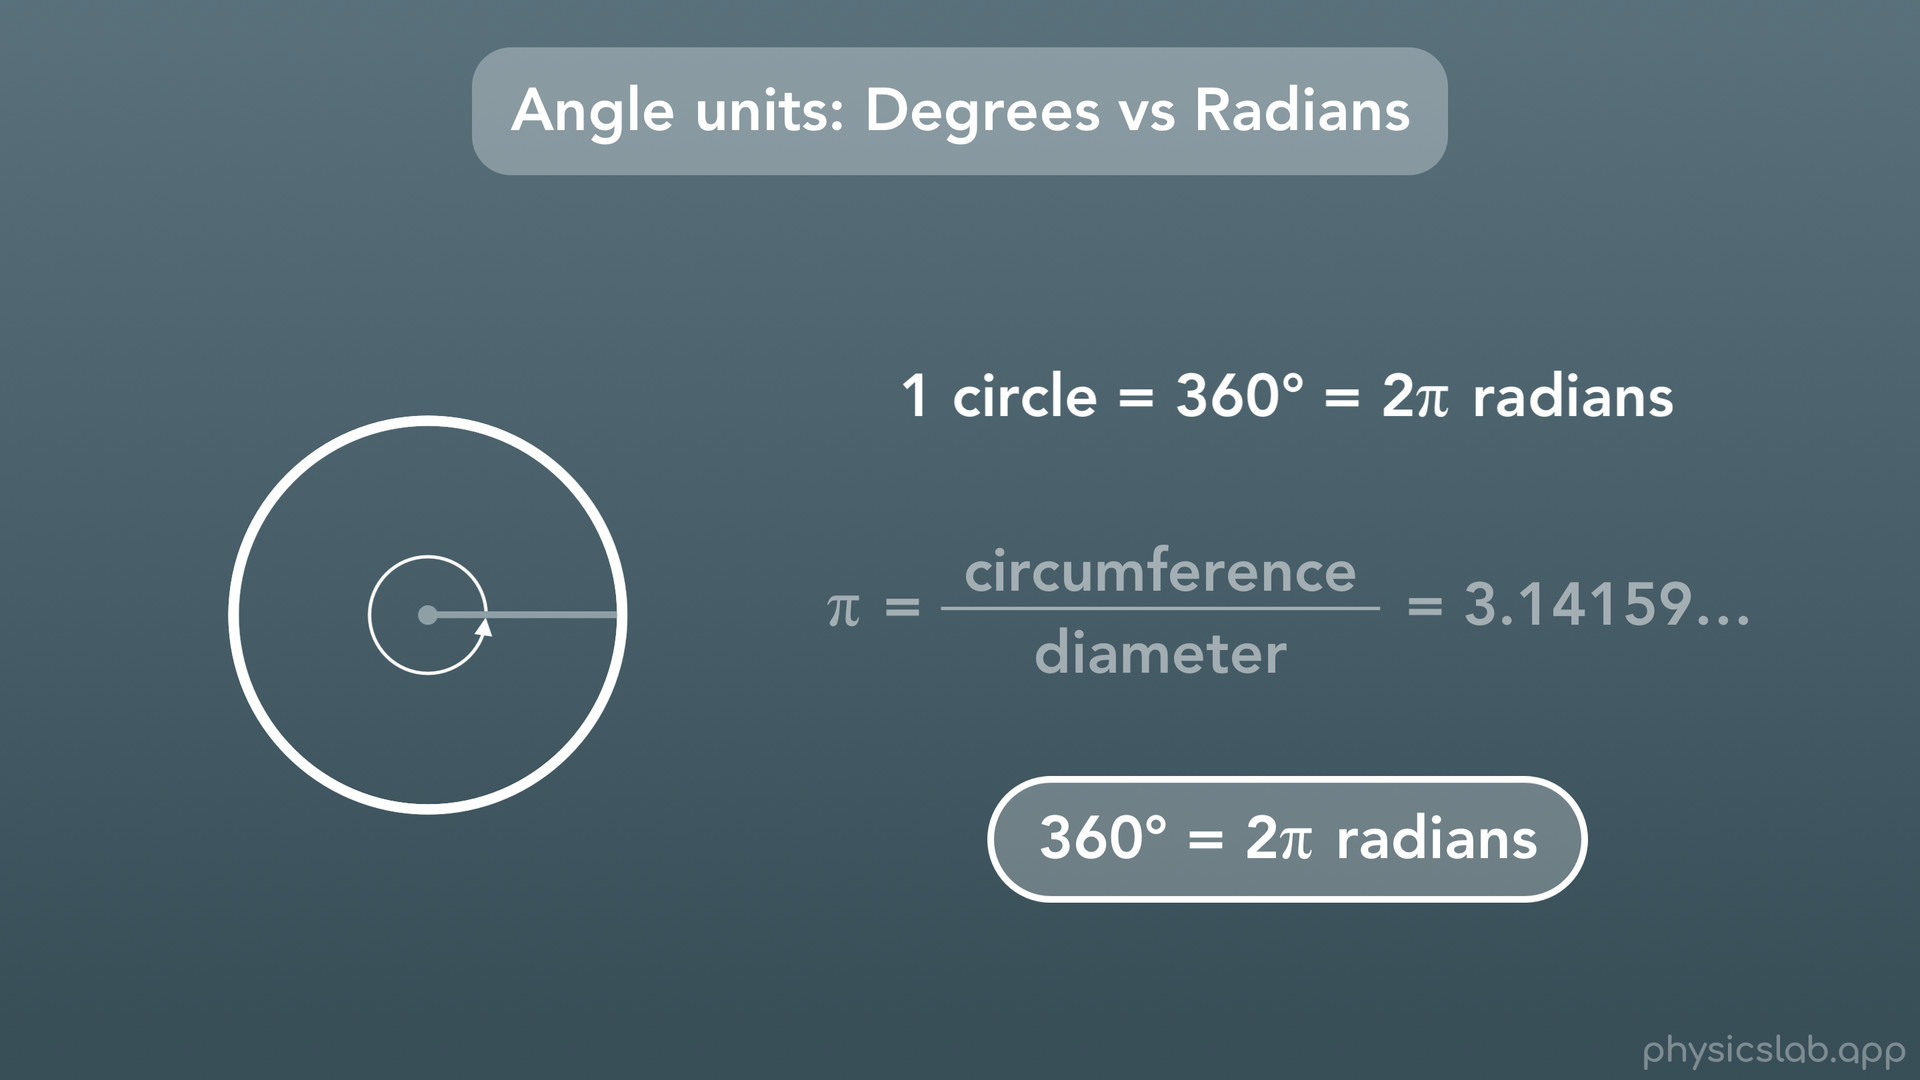 Angle units: Degrees vs Radians
1 circle = 360° = 2π radians
π = circumference / diameter = 3.14159...
360° = 2π radians
physicslab.app